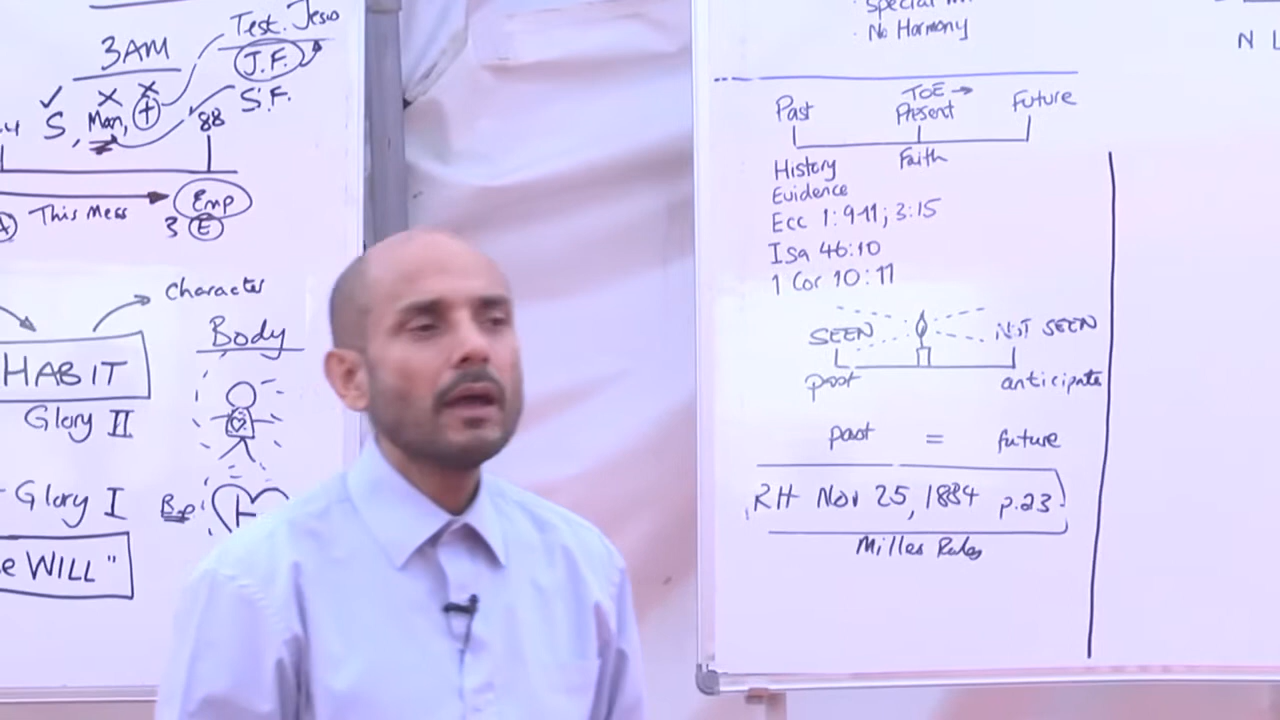 Test. Jesus
3AM
J.F.
S.F.
S, Man, +
88
This Mess
Emp
3 E
Character
HABIT
Body
Glory II
Glory I
WILL"
No Harmony
N L
TOE →
Past
Present
Future
History
Faith
Evidence
Ecc 1:9-11; 3:15
Isa 46:10
1 Cor 10:11
SEEN
NOT SEEN
past
anticipate
past = future
RH Nov 25, 1884 p.23
Miller Rules